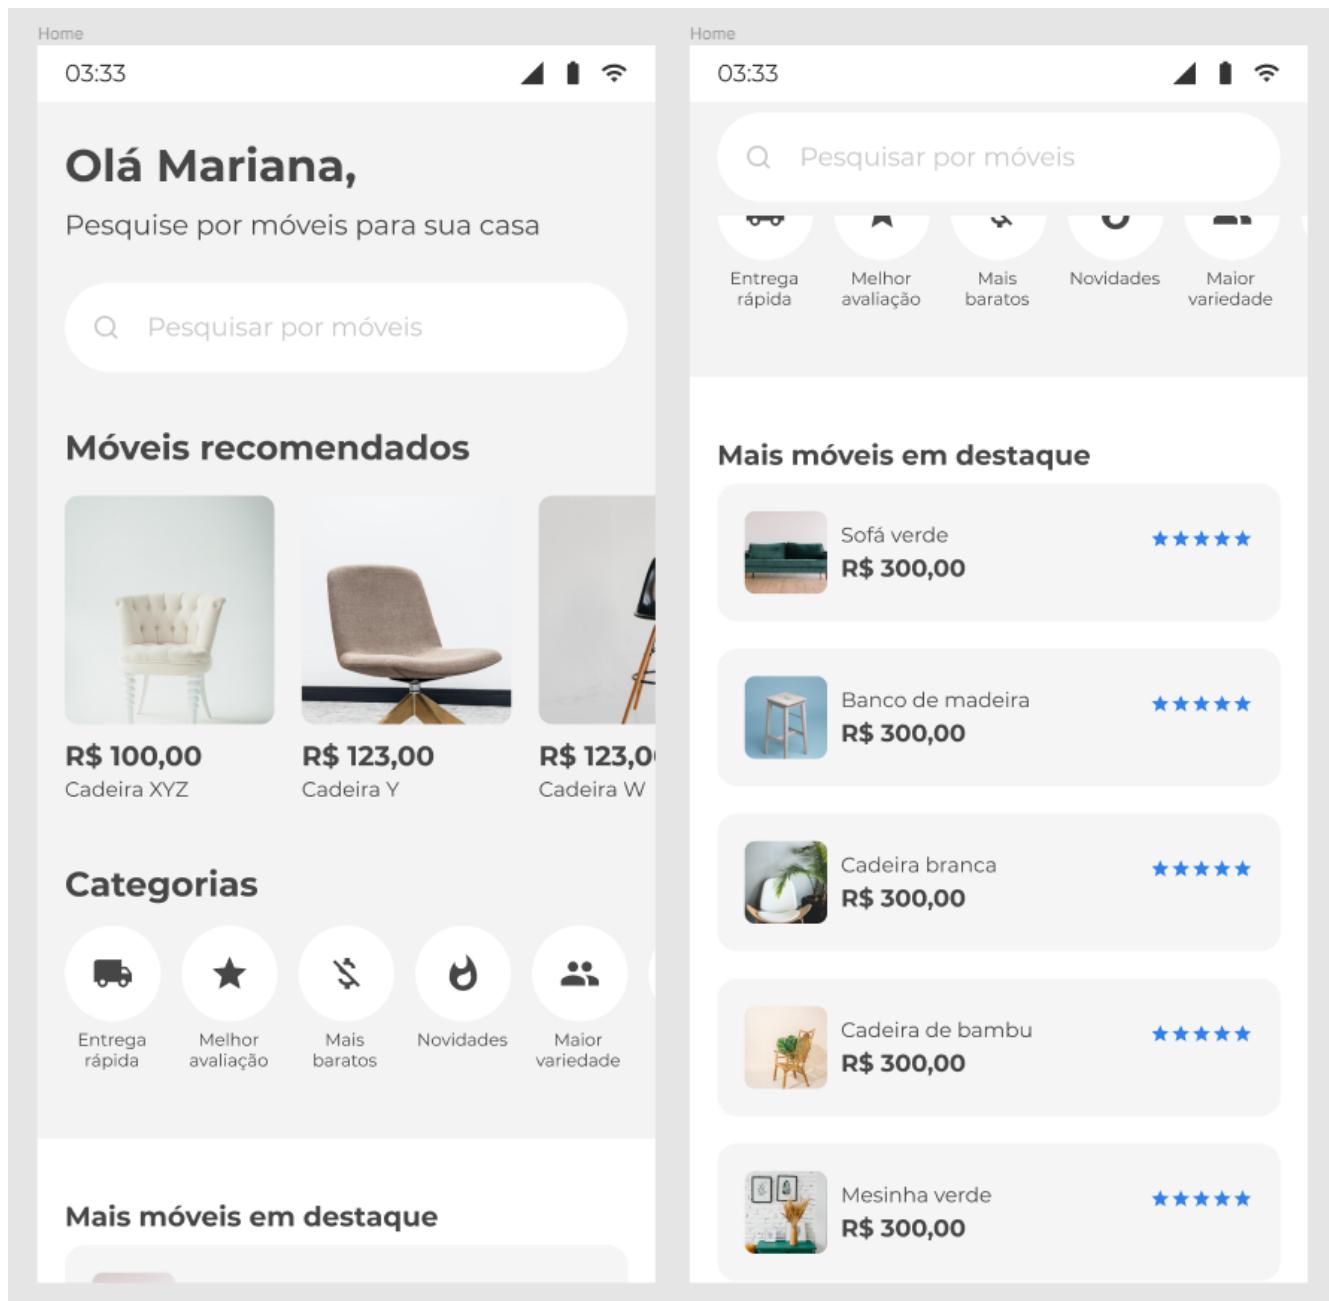 Home
03:33
Olá Mariana,
Pesquise por móveis para sua casa
Pesquisar por móveis
Móveis recomendados
R$ 100,00
Cadeira XYZ
R$ 123,00
Cadeira Y
R$ 123,0
Cadeira W
Categorias
Entrega
rápida
Melhor
avaliação
Mais
baratos
Novidades
Maior
variedade
Mais móveis em destaque
Home
03:33
Pesquisar por móveis
Entrega
rápida
Melhor
avaliação
Mais
baratos
Novidades
Maior
variedade
Mais móveis em destaque
Sofá verde
R$ 300,00
Banco de madeira
R$ 300,00
Cadeira branca
R$ 300,00
Cadeira de bambu
R$ 300,00
Mesinha verde
R$ 300,00